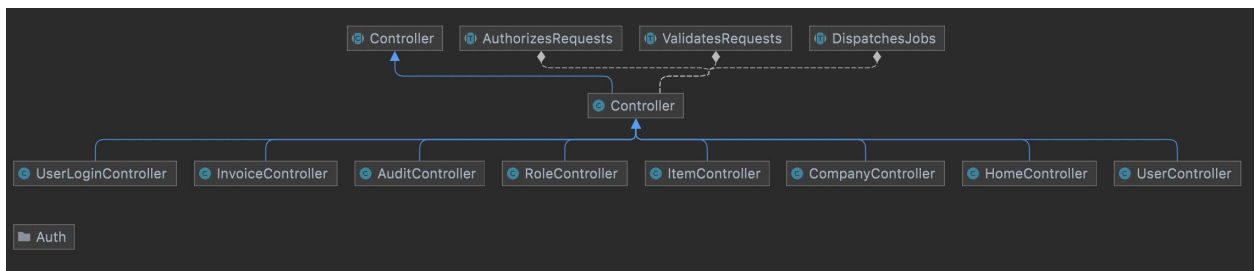 Controller AuthorizesRequests ValidatesRequests DispatchesJobs
Controller
UserLoginController InvoiceController AuditController RoleController ItemController CompanyController HomeController UserController
Auth